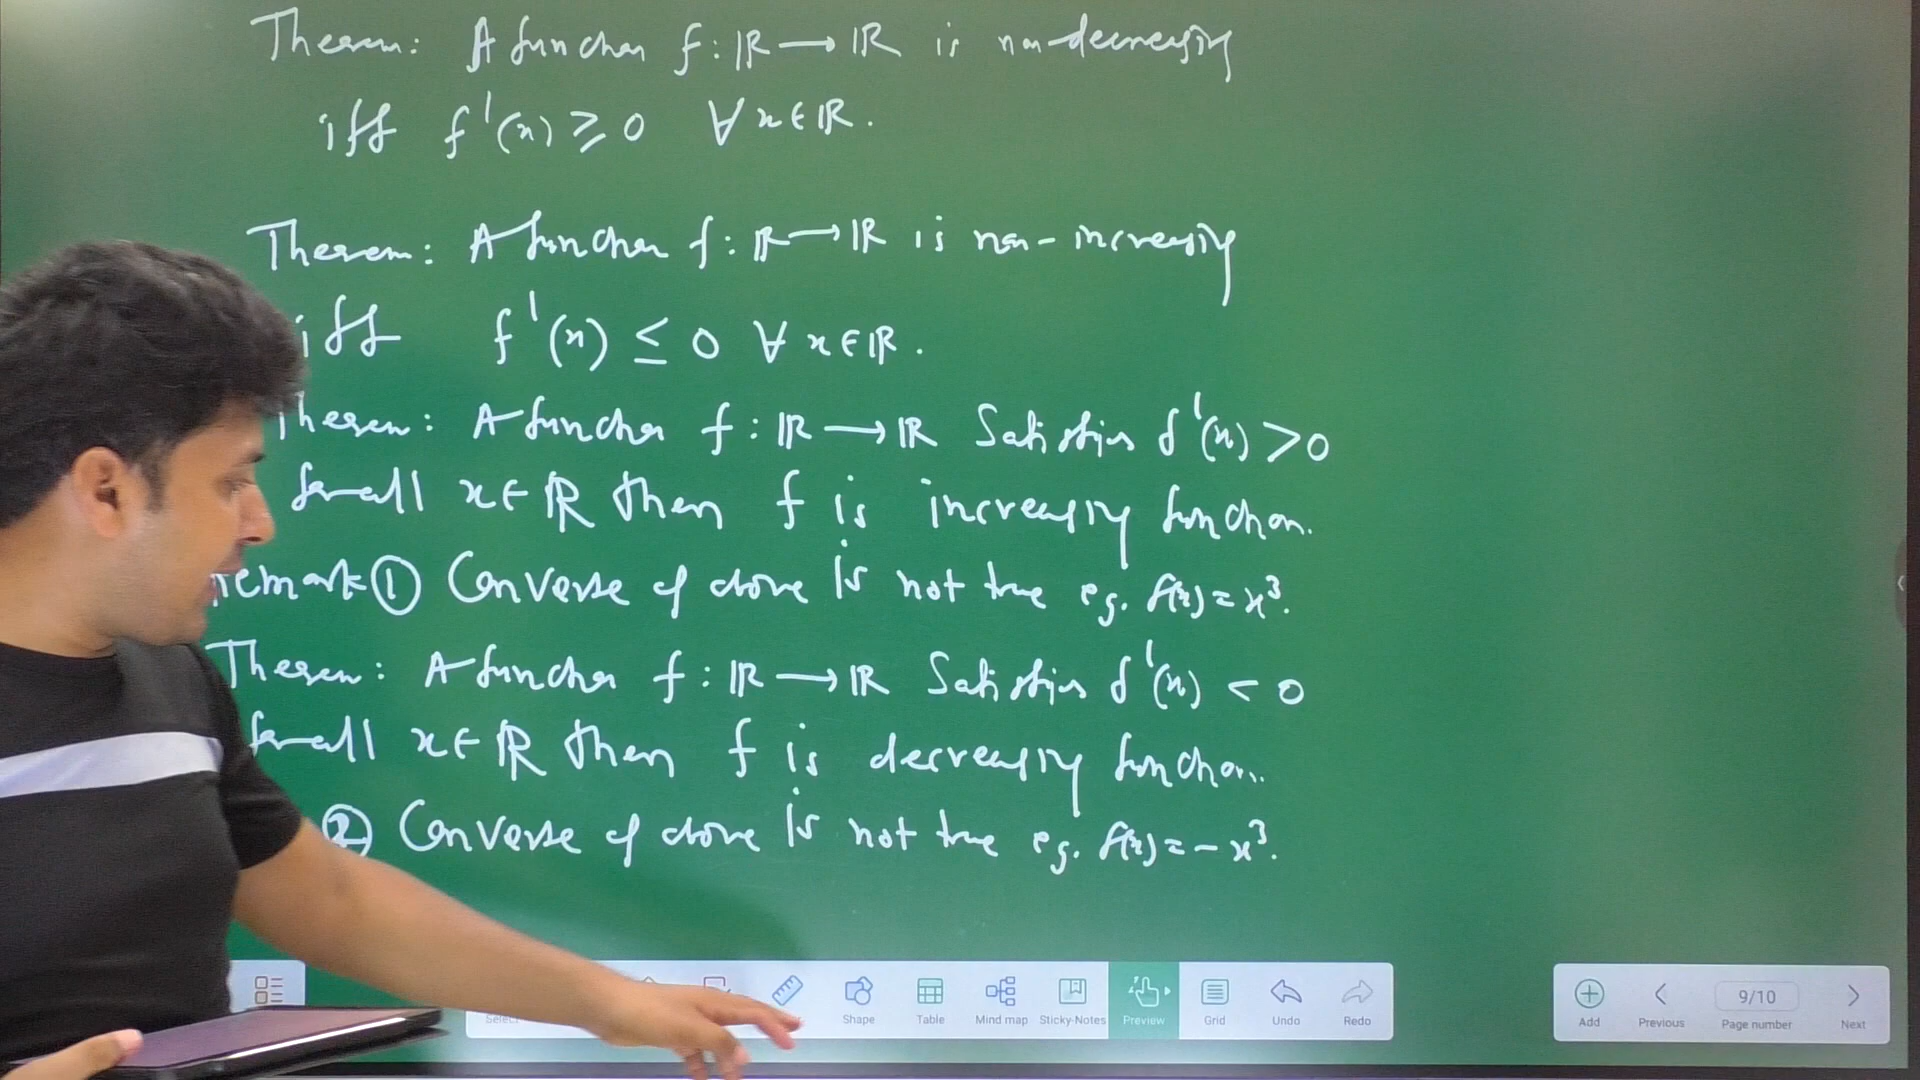 Theorem: A function f: ℝ → ℝ is non-decreasing
iff f'(x) ≥ 0 ∀ x ∈ ℝ.
Theorem: A function f: ℝ → ℝ is non-increasing
iff f'(x) ≤ 0 ∀ x ∈ ℝ.
Theorem: A function f: ℝ → ℝ Satisfies f'(x) > 0
for all x ∈ ℝ then f is increasing function.
Remark ① Converse of above is not true eg. f(x) = x³.
Theorem: A function f: ℝ → ℝ Satisfies f'(x) < 0
for all x ∈ ℝ then f is decreasing function.
② Converse of above is not true eg. f(x) = -x³.
Select Shape Table Mind map Sticky-Notes Preview Grid Undo Redo
Add Previous 9/10 Page number Next